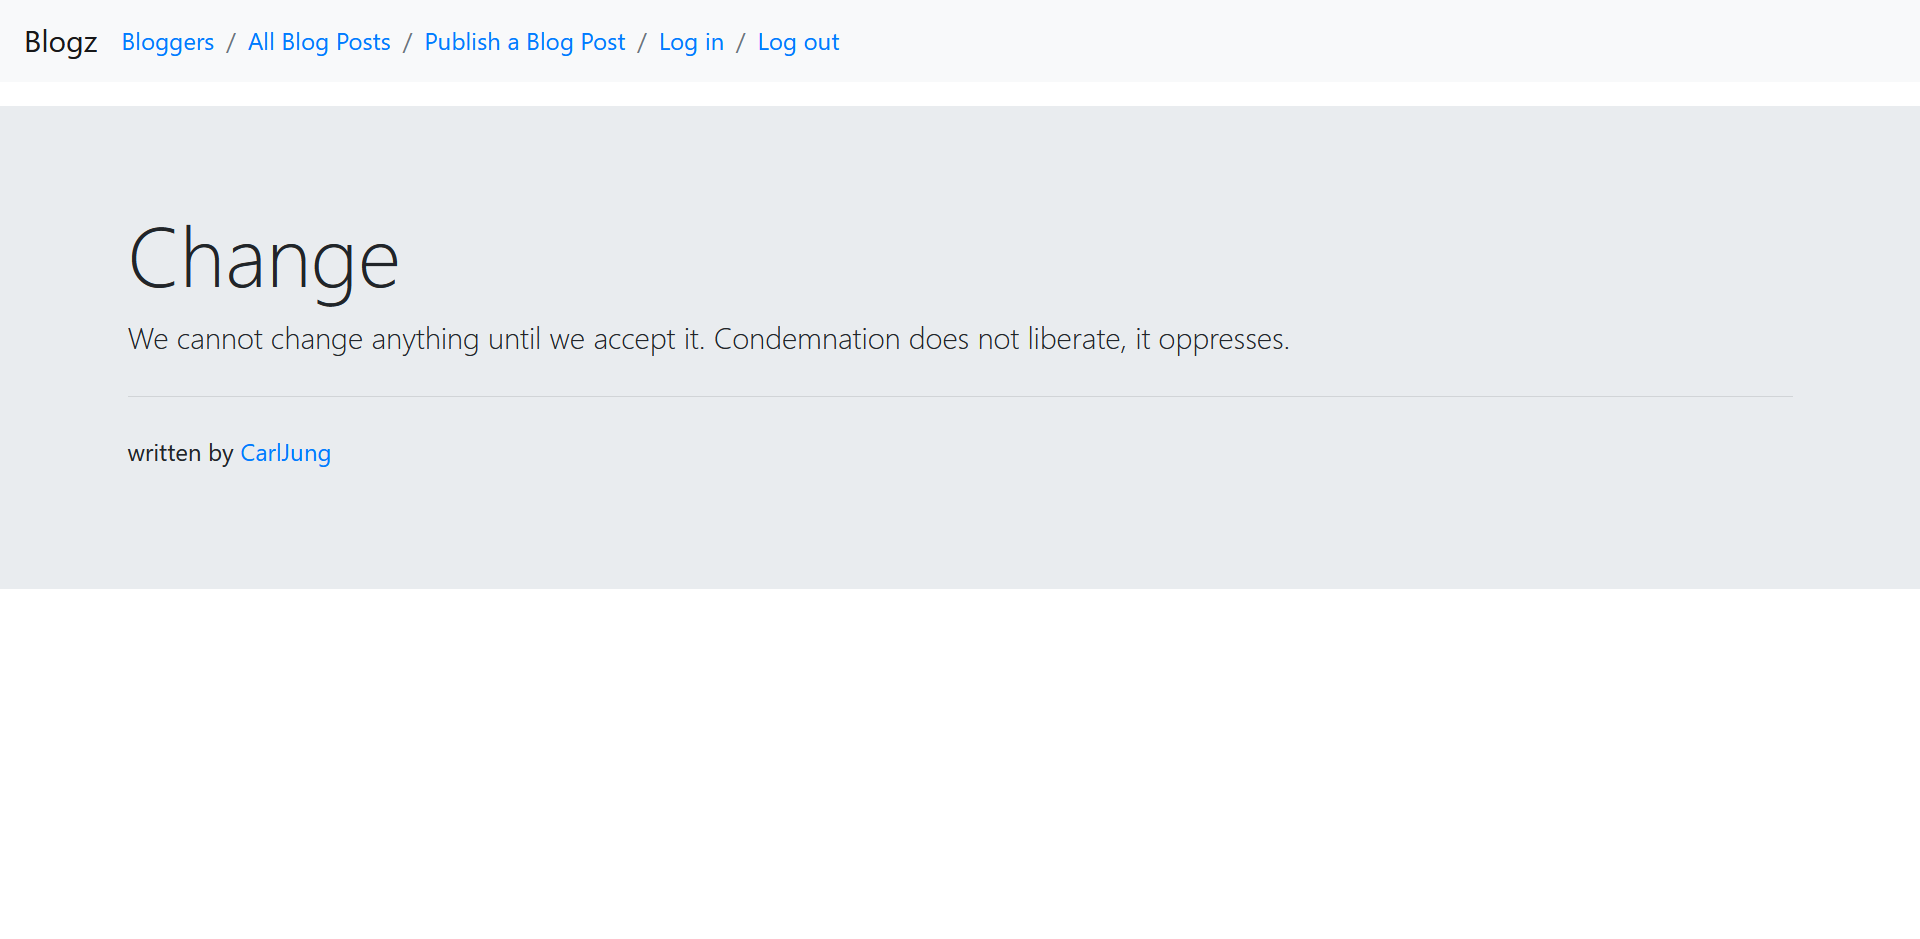 Blogz Bloggers / All Blog Posts / Publish a Blog Post / Log in / Log out
Change
We cannot change anything until we accept it. Condemnation does not liberate, it oppresses.
written by CarlJung